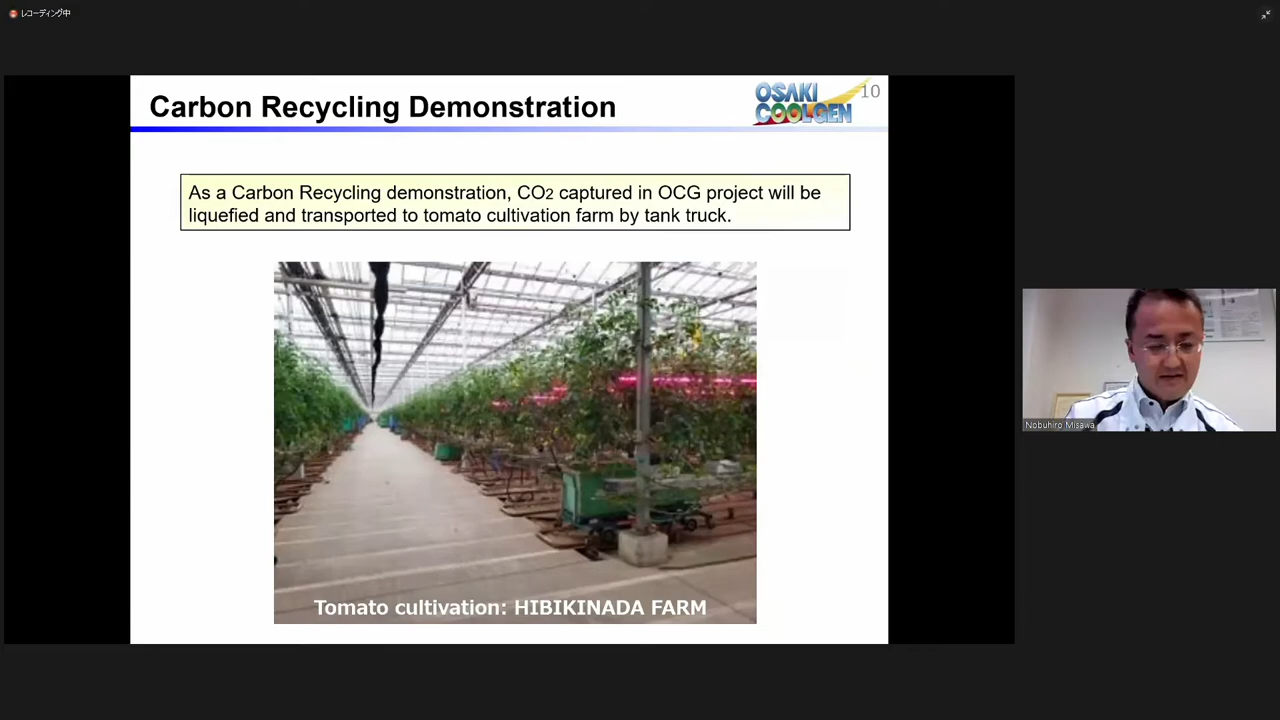 レコーディング中
Carbon Recycling Demonstration
OSAKI
COOLGEN
10
As a Carbon Recycling demonstration, CO2 captured in OCG project will be
liquefied and transported to tomato cultivation farm by tank truck.
Tomato cultivation: HIBIKINADA FARM
Nobuhiro Misawa